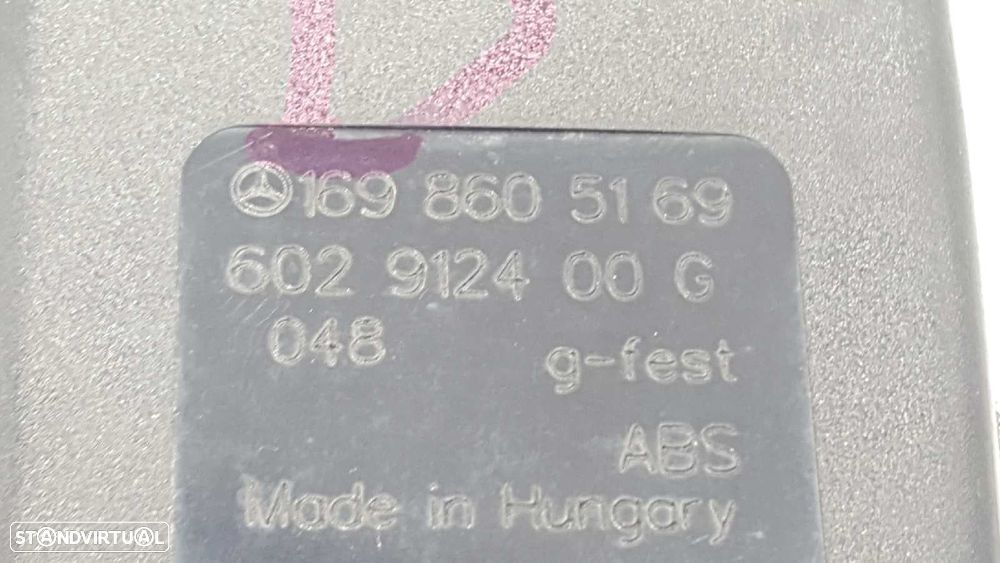 169 860 51 69
602 9124 00 G
048 g-fest
ABS
Made in Hungary
STANDVIRTUAL